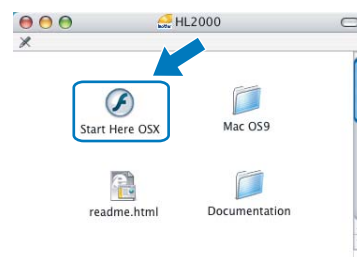 HL2000
Start Here OSX
Mac OS9
readme.html
Documentation